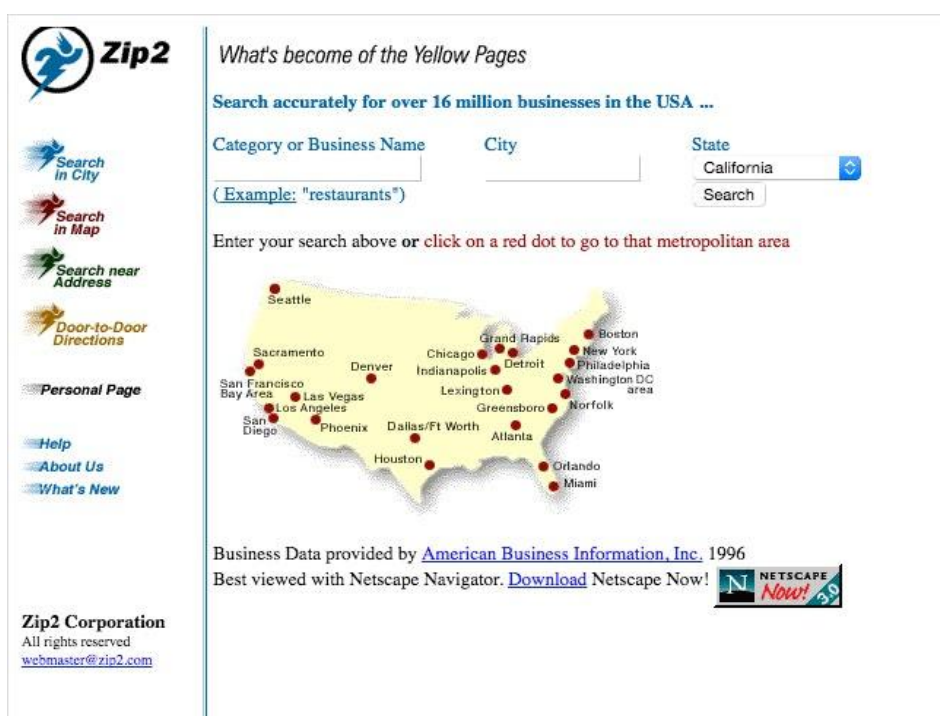 Zip2
What's become of the Yellow Pages
Search accurately for over 16 million businesses in the USA ...
Category or Business Name
City
State
California
( Example: "restaurants")
Search
Enter your search above or click on a red dot to go to that metropolitan area
Search
in City
Search
in Map
Search near
Address
Door-to-Door
Directions
Personal Page
Help
About Us
What's New
Seattle
Sacramento
San Francisco
Bay Area
Las Vegas
Los Angeles
San
Diego
Phoenix
Denver
Dallas/Ft Worth
Houston
Chicago
Grand Rapids
Detroit
Indianapolis
Lexington
Greensboro
Atlanta
Boston
New York
Philadelphia
Washington DC
area
Norfolk
Orlando
Miami
Business Data provided by American Business Information, Inc. 1996
Best viewed with Netscape Navigator. Download Netscape Now!
N NETSCAPE
Now! 3.0
Zip2 Corporation
All rights reserved
webmaster@zip2.com